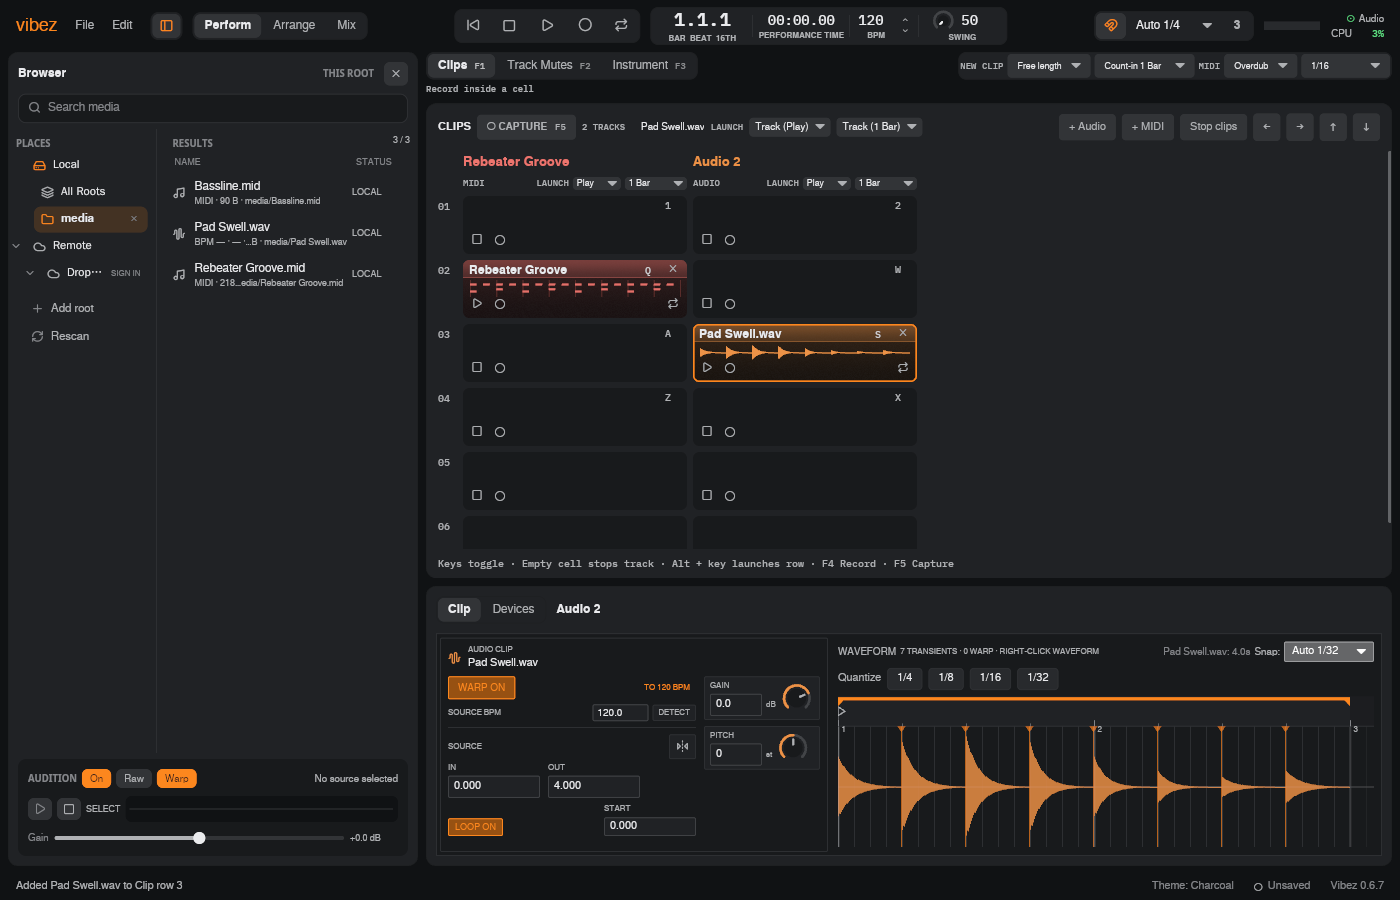 vibez File Edit Perform Arrange Mix
1.1.1 00:00.00 120 50
BAR BEAT 16TH PERFORMANCE TIME BPM SWING
Auto 1/4 3 Audio
CPU 3%
Browser THIS ROOT
Search media
PLACES RESULTS 3 / 3
NAME STATUS
Local
All Roots
media
Remote
Drop··· SIGN IN
Add root
Rescan
Bassline.mid LOCAL
MIDI · 90 B · media/Bassline.mid
Pad Swell.wav LOCAL
BPM — · — ·...B · media/Pad Swell.wav
Rebeater Groove.mid LOCAL
MIDI · 218...edia/Rebeater Groove.mid
AUDITION On Raw Warp No source selected
SELECT
Gain +0.0 dB
Clips F1 Track Mutes F2 Instrument F3
NEW CLIP Free length Count-in 1 Bar MIDI Overdub 1/16
Record inside a cell
CLIPS CAPTURE F5 2 TRACKS Pad Swell.wav LAUNCH Track (Play) Track (1 Bar) + Audio + MIDI Stop clips ← → ↑ ↓
Rebeater Groove Audio 2
MIDI LAUNCH Play 1 Bar AUDIO LAUNCH Play 1 Bar
01 1 2
02 Rebeater Groove Q W
03 A Pad Swell.wav S
04 Z X
05
06
Keys toggle · Empty cell stops track · Alt + key launches row · F4 Record · F5 Capture
Clip Devices Audio 2
AUDIO CLIP
Pad Swell.wav
WARP ON TO 120 BPM
SOURCE BPM 120.0 DETECT
SOURCE
IN OUT
0.000 4.000
START
LOOP ON 0.000
GAIN
0.0 dB
PITCH
0 st
WAVEFORM 7 TRANSIENTS · 0 WARP · RIGHT-CLICK WAVEFORM Pad Swell.wav: 4.0s Snap: Auto 1/32
Quantize 1/4 1/8 1/16 1/32
1 2 3
Added Pad Swell.wav to Clip row 3 Theme: Charcoal Unsaved Vibez 0.6.7